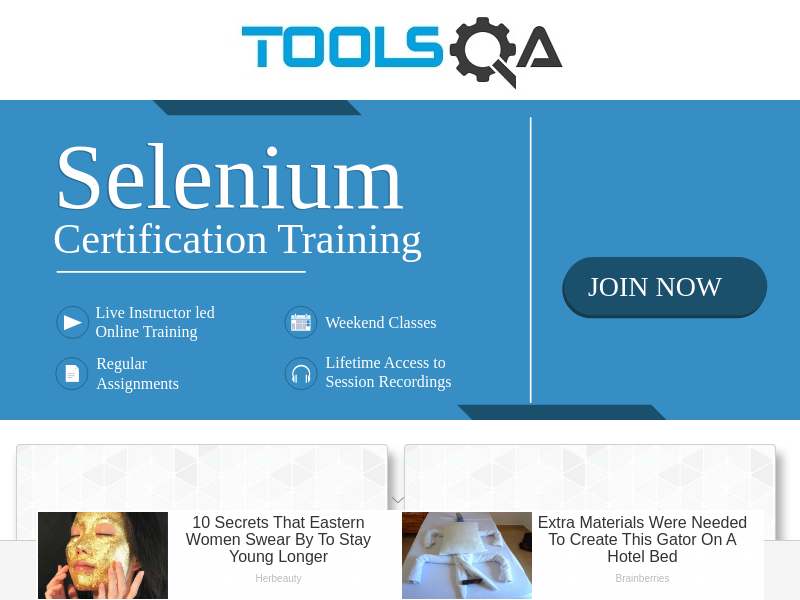 TOOLSQA
Selenium
Certification Training
JOIN NOW
Live Instructor led
Online Training
Weekend Classes
Regular
Assignments
Lifetime Access to
Session Recordings
10 Secrets That Eastern
Women Swear By To Stay
Young Longer
Herbeauty
Extra Materials Were Needed
To Create This Gator On A
Hotel Bed
Brainberries